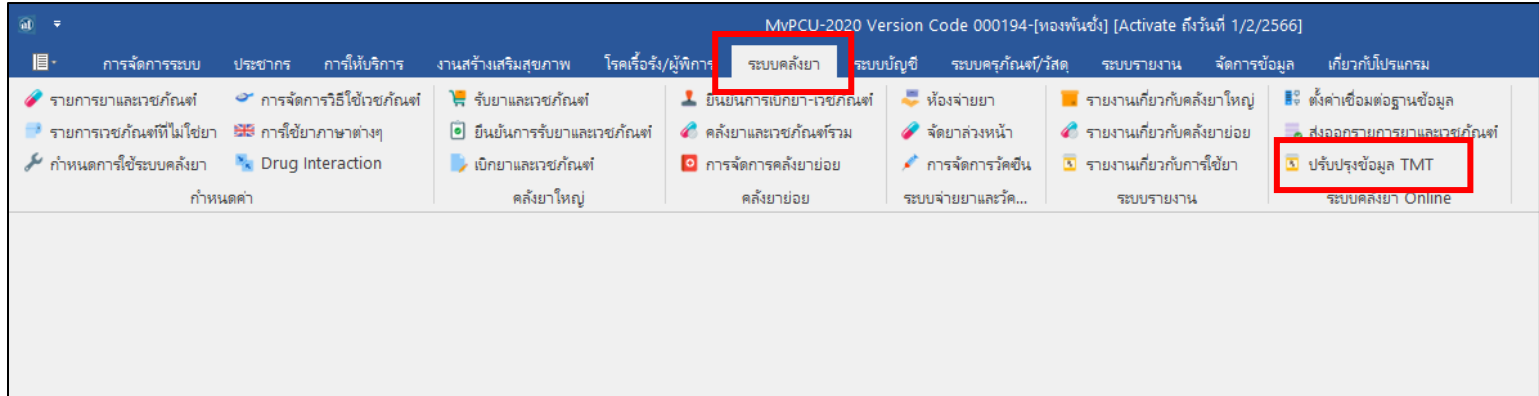 MvPCU-2020 Version Code 000194-[ทองพันชั่ง] [Activate ถึงวันที่ 1/2/2566]
การจัดการระบบ ประชากร การให้บริการ งานสร้างเสริมสุขภาพ โรคเรื้อรัง/ผู้พิการ ระบบคลังยา ระบบบัญชี ระบบครุภัณฑ์/วัสดุ ระบบรายงาน จัดการข้อมูล เกี่ยวกับโปรแกรม
รายการยาและเวชภัณฑ์ การจัดการวิธีใช้เวชภัณฑ์ รับยาและเวชภัณฑ์ ยืนยันการเบิกยา-เวชภัณฑ์ ห้องจ่ายยา รายงานเกี่ยวกับคลังยาใหญ่ ตั้งค่าเชื่อมต่อฐานข้อมูล
รายการเวชภัณฑ์ที่ไม่ใช่ยา การใช้ยาภาษาต่างๆ ยืนยันการรับยาและเวชภัณฑ์ คลังยาและเวชภัณฑ์รวม จัดยาล่วงหน้า รายงานเกี่ยวกับคลังยาย่อย ส่งออกรายการยาและเวชภัณฑ์
กำหนดการใช้ระบบคลังยา Drug Interaction เบิกยาและเวชภัณฑ์ การจัดการคลังยาย่อย การจัดการวัคซีน รายงานเกี่ยวกับการใช้ยา ปรับปรุงข้อมูล TMT
กำหนดค่า คลังยาใหญ่ คลังยาย่อย ระบบจ่ายยาและวัค... ระบบรายงาน ระบบคลังยา Online